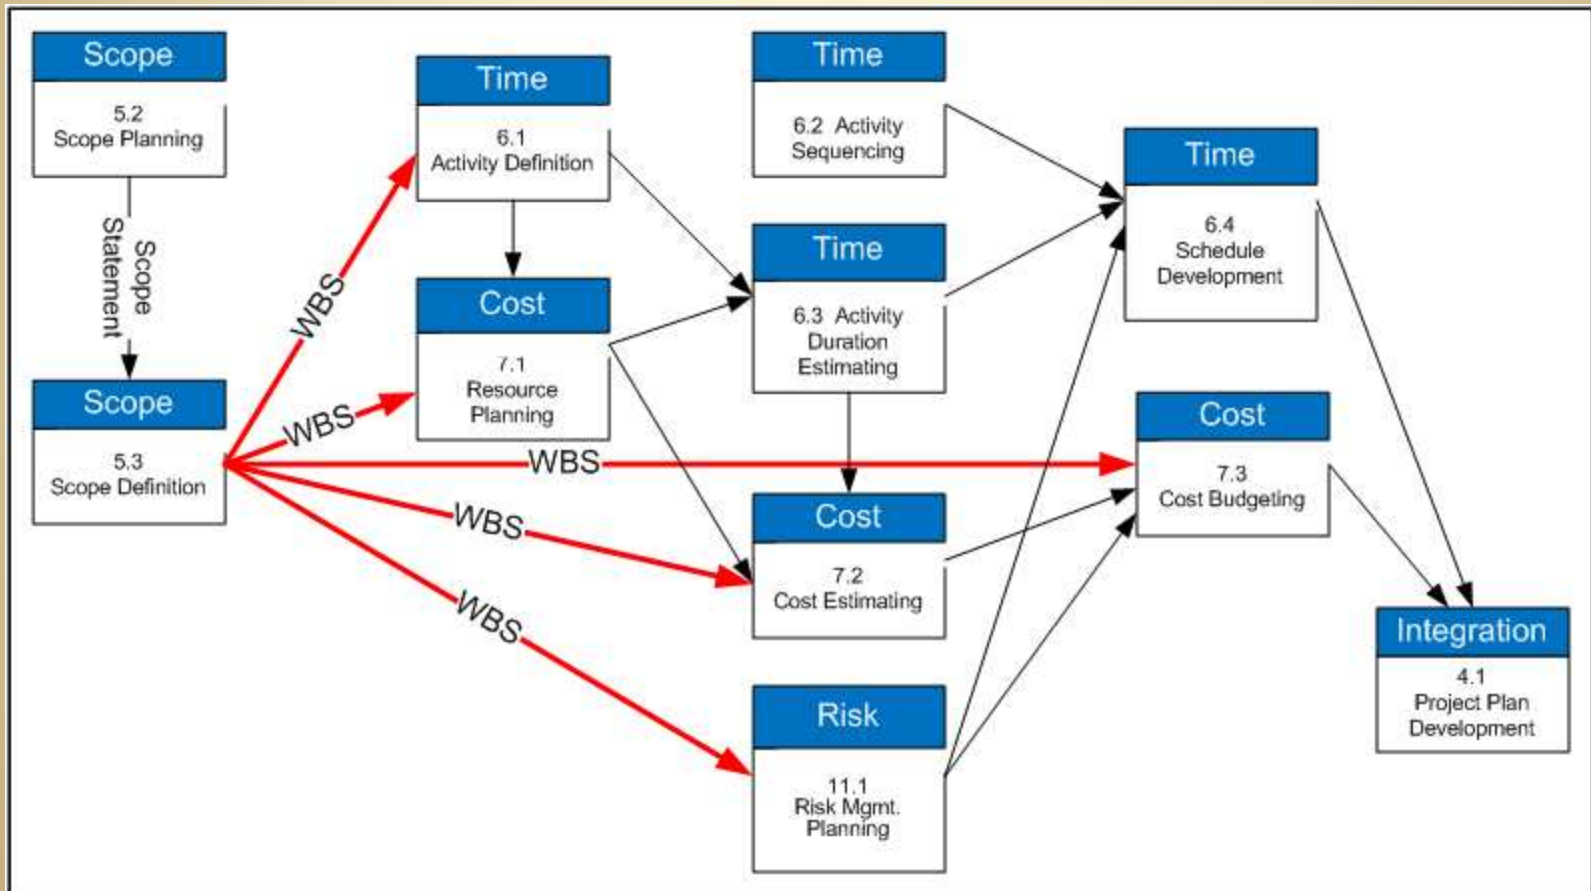 Scope
5.2
Scope Planning
Scope
Statement
Scope
5.3
Scope Definition
WBS
WBS
WBS
WBS
WBS
Time
6.1
Activity Definition
Cost
7.1
Resource
Planning
Time
6.2 Activity
Sequencing
Time
6.3 Activity
Duration
Estimating
Cost
7.2
Cost Estimating
Risk
11.1
Risk Mgmt.
Planning
Time
6.4
Schedule
Development
Cost
7.3
Cost Budgeting
Integration
4.1
Project Plan
Development